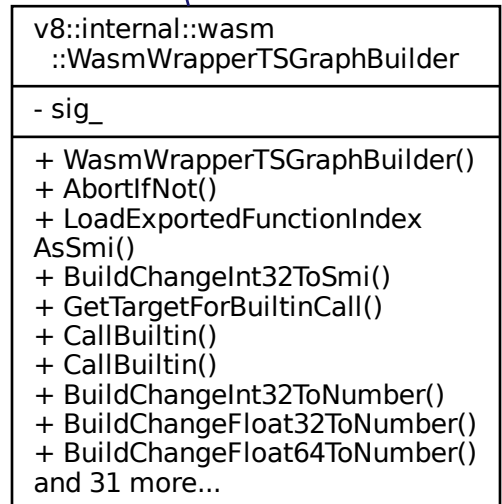 v8::internal::wasm
::WasmWrapperTSGraphBuilder
- sig_
+ WasmWrapperTSGraphBuilder()
+ AbortIfNot()
+ LoadExportedFunctionIndex
AsSmi()
+ BuildChangeInt32ToSmi()
+ GetTargetForBuiltinCall()
+ CallBuiltin()
+ CallBuiltin()
+ BuildChangeInt32ToNumber()
+ BuildChangeFloat32ToNumber()
+ BuildChangeFloat64ToNumber()
and 31 more...